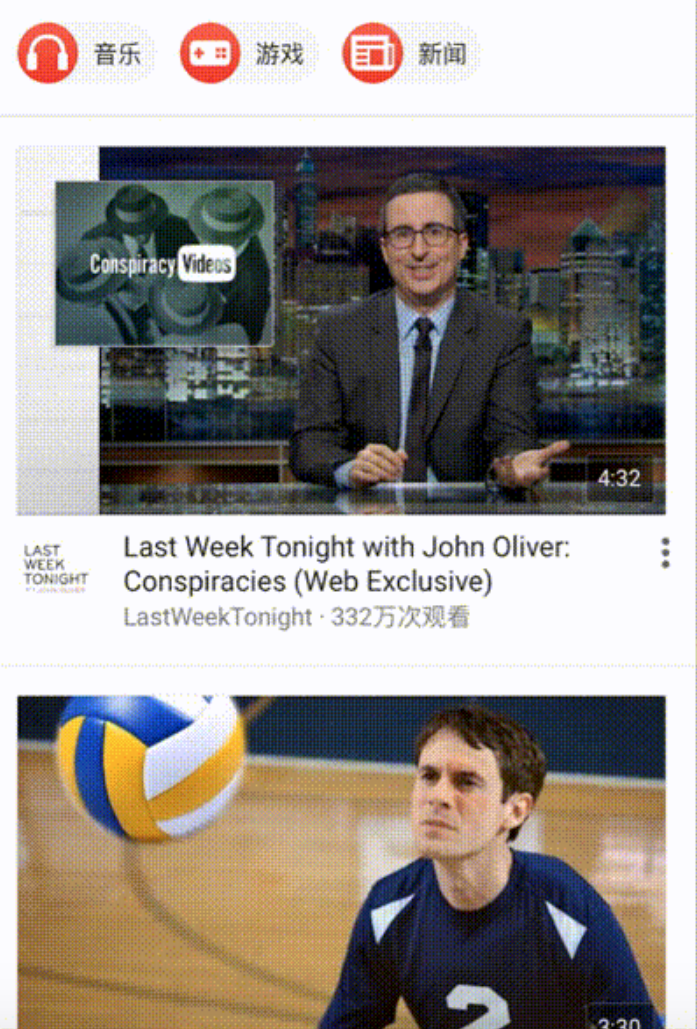 音乐
游戏
新闻
Conspiracy Videos
4:32
LAST
WEEK
TONIGHT
Last Week Tonight with John Oliver:
Conspiracies (Web Exclusive)
LastWeekTonight · 332万次观看
2
3:30